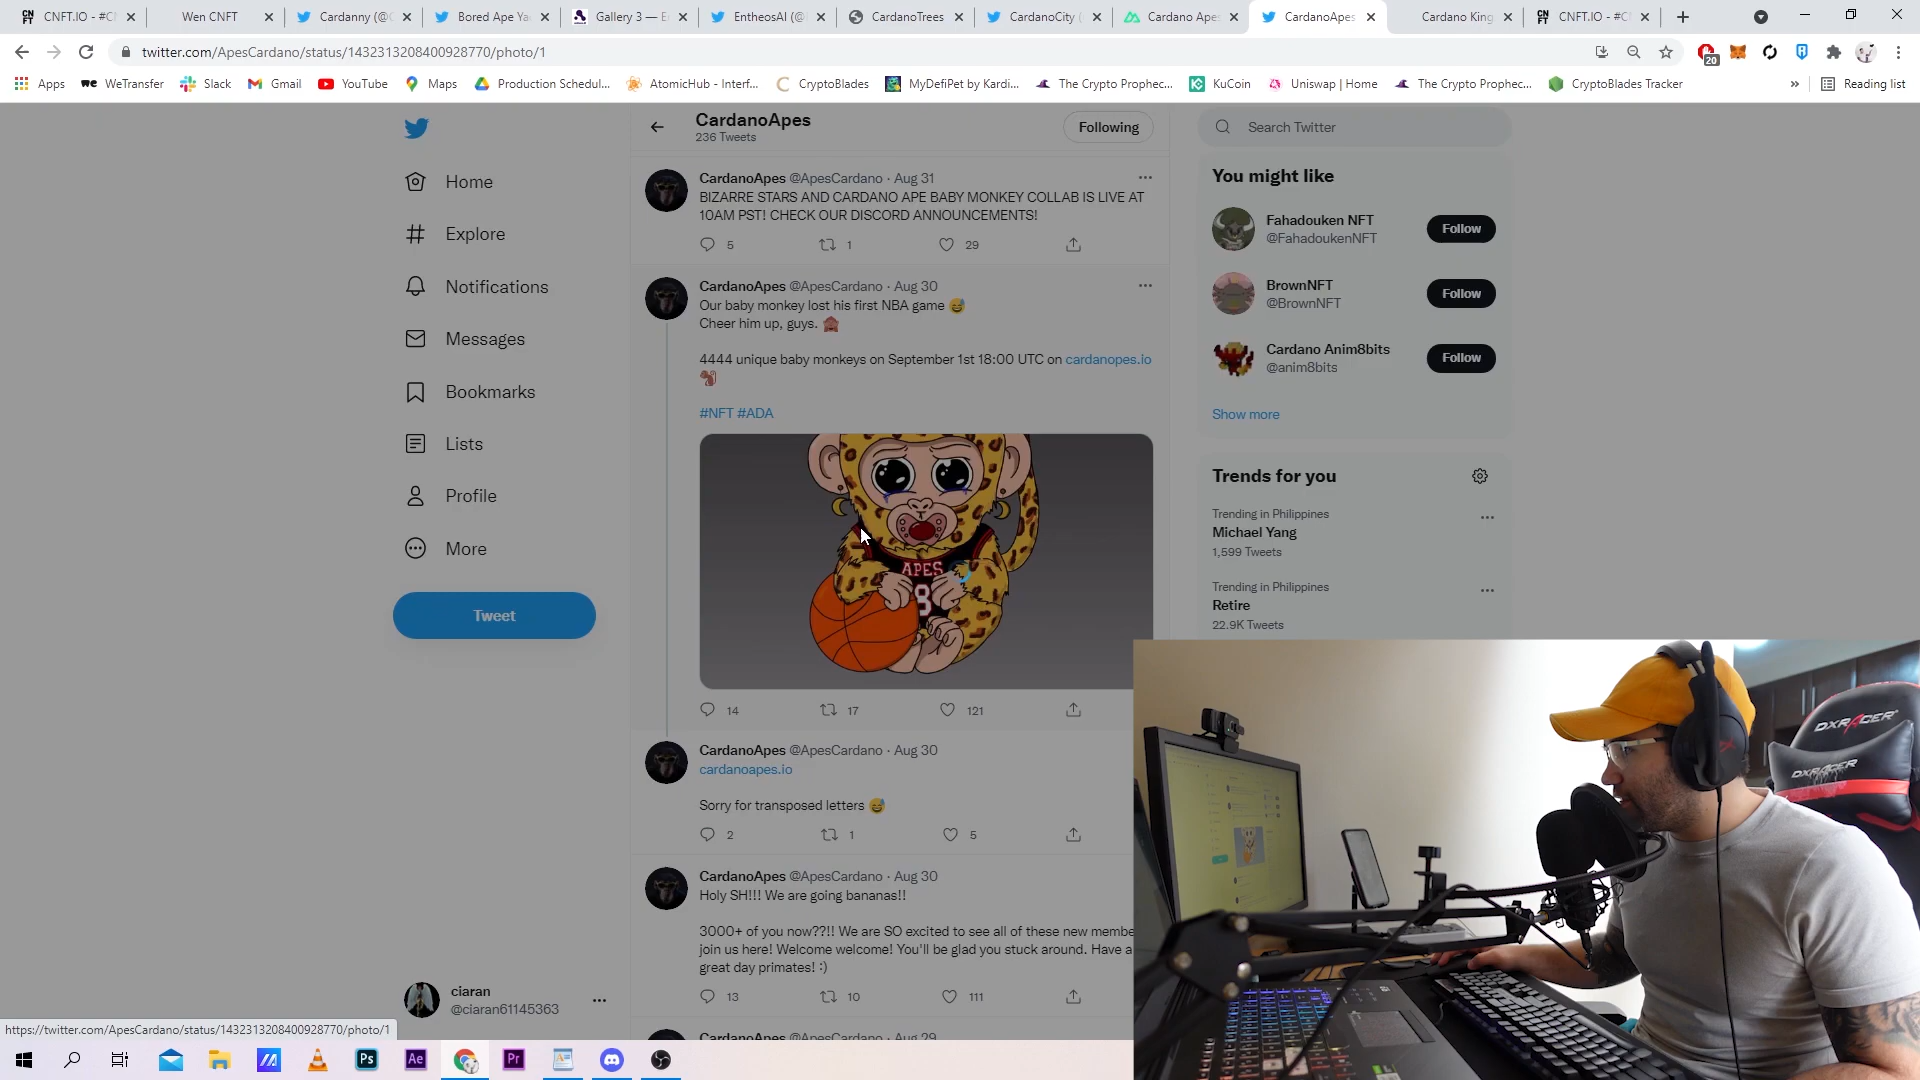 CNFT.IO - #C
Wen CNFT
Cardanny (@C
Bored Ape Ya
Gallery 3 — E
EntheosAI (@
CardanoTrees
CardanoCity (
Cardano Apes
CardanoApes
Cardano King
CNFT.IO - #C
twitter.com/ApesCardano/status/1432313208400928770/photo/1
20
Apps
WeTransfer
Slack
Gmail
YouTube
Maps
Production Schedul...
AtomicHub - Interf...
CryptoBlades
MyDefiPet by Kardi...
The Crypto Prophec...
KuCoin
Uniswap | Home
The Crypto Prophec...
CryptoBlades Tracker
Reading list
Home
Explore
Notifications
Messages
Bookmarks
Lists
Profile
More
Tweet
ciaran
@ciaran61145363
https://twitter.com/ApesCardano/status/1432313208400928770/photo/1
CardanoApes
236 Tweets
Following
CardanoApes @ApesCardano · Aug 31
BIZARRE STARS AND CARDANO APE BABY MONKEY COLLAB IS LIVE AT
10AM PST! CHECK OUR DISCORD ANNOUNCEMENTS!
5 1 29
CardanoApes @ApesCardano · Aug 30
Our baby monkey lost his first NBA game 😅
Cheer him up, guys. 🙈
4444 unique baby monkeys on September 1st 18:00 UTC on cardanopes.io
🐒
#NFT #ADA
APES
8
14 17 121
CardanoApes @ApesCardano · Aug 30
cardanoapes.io
Sorry for transposed letters 😅
2 1 5
CardanoApes @ApesCardano · Aug 30
Holy SH!!! We are going bananas!!
3000+ of you now??!! We are SO excited to see all of these new membe
join us here! Welcome welcome! You'll be glad you stuck around. Have a
great day primates! :)
13 10 111
CardanoApes @ApesCardano · Aug 29
Search Twitter
You might like
Fahadouken NFT
@FahadoukenNFT
Follow
BrownNFT
@BrownNFT
Follow
Cardano Anim8bits
@anim8bits
Follow
Show more
Trends for you
Trending in Philippines
Michael Yang
1,599 Tweets
Trending in Philippines
Retire
22.9K Tweets
DXRACER
DXRACER
Ps
Ae
Pr